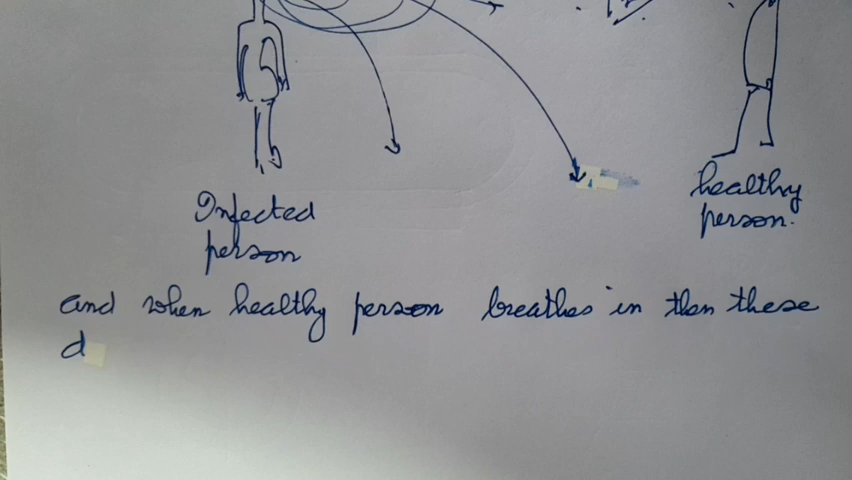 Infected
person
healthy
person.
and when healthy person breathes in then these
d